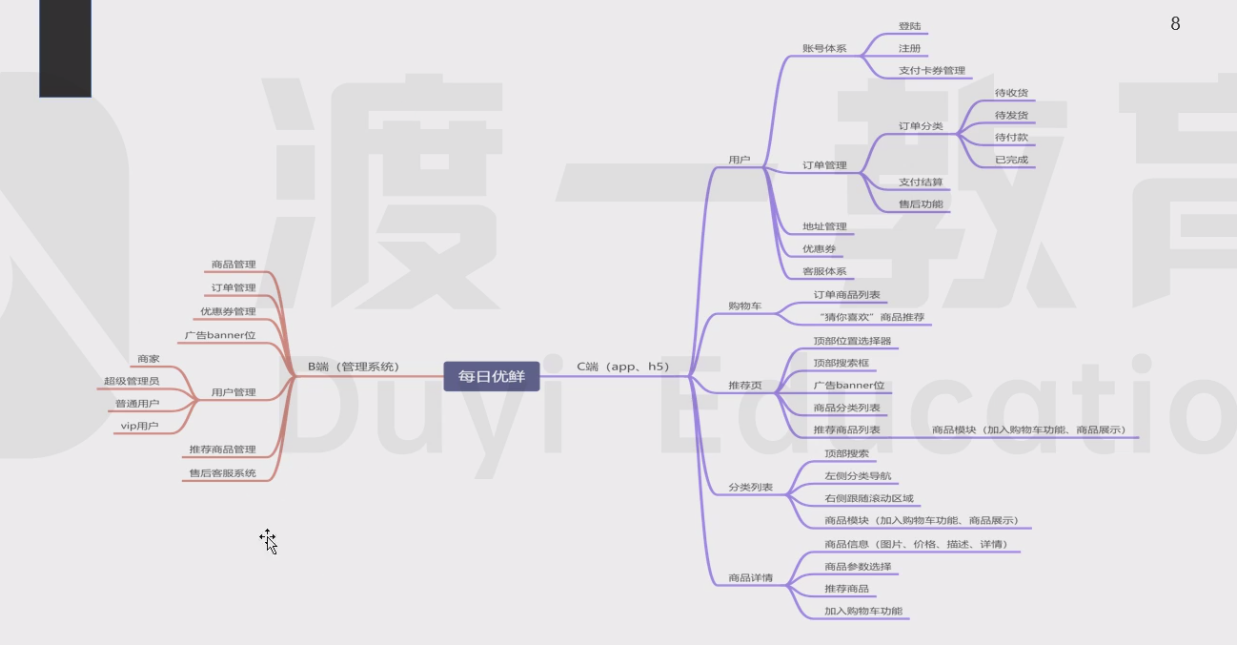 8
每日优鲜
B端（管理系统）
商品管理
订单管理
优惠券管理
广告banner位
用户管理
商家
超级管理员
普通用户
vip用户
推荐商品管理
售后客服系统
C端（app、h5）
用户
账号体系
登陆
注册
支付卡券管理
订单管理
订单分类
待收货
待发货
待付款
已完成
支付结算
售后功能
地址管理
优惠券
客服体系
购物车
订单商品列表
“猜你喜欢”商品推荐
推荐页
顶部位置选择器
顶部搜索框
广告banner位
商品分类列表
推荐商品列表
商品模块（加入购物车功能、商品展示）
分类列表
顶部搜索
左侧分类导航
右侧跟随滚动区域
商品模块（加入购物车功能、商品展示）
商品详情
商品信息（图片、价格、描述、详情）
商品参数选择
推荐商品
加入购物车功能
渡一教育
Duyi Educatio